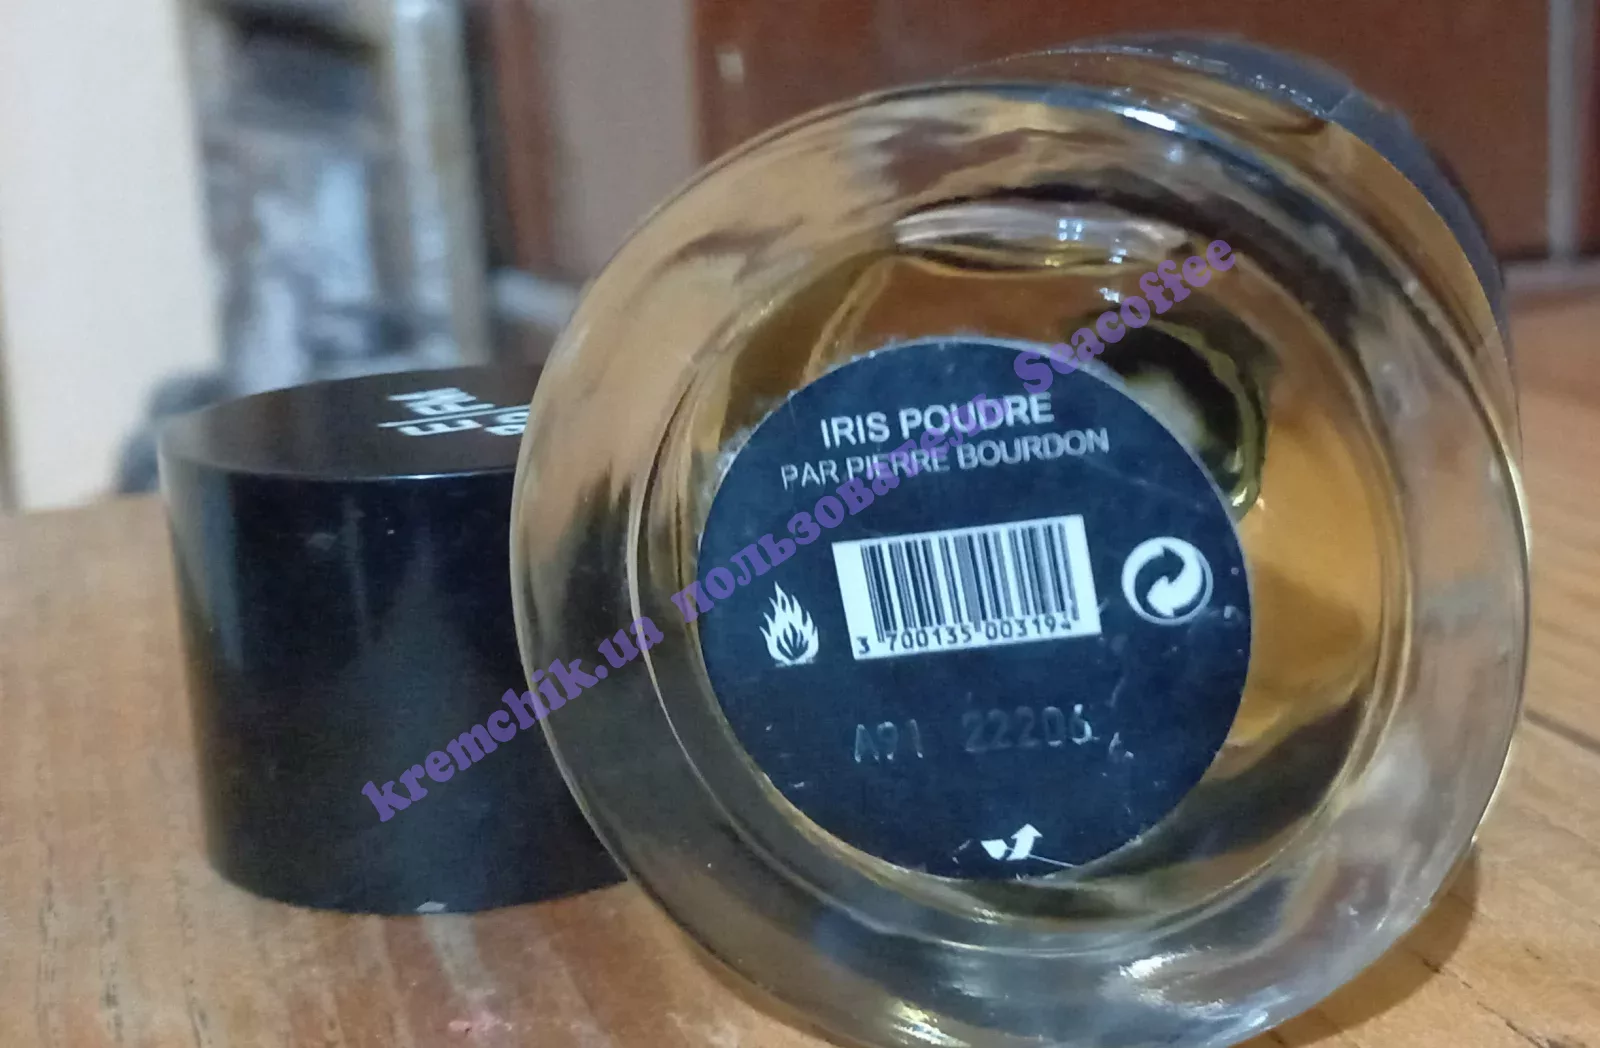 IRIS POUDRE
PAR PIERRE BOURDON
3 700135 003194
A91 22206
kremchik.ua пользователь Seacoffee